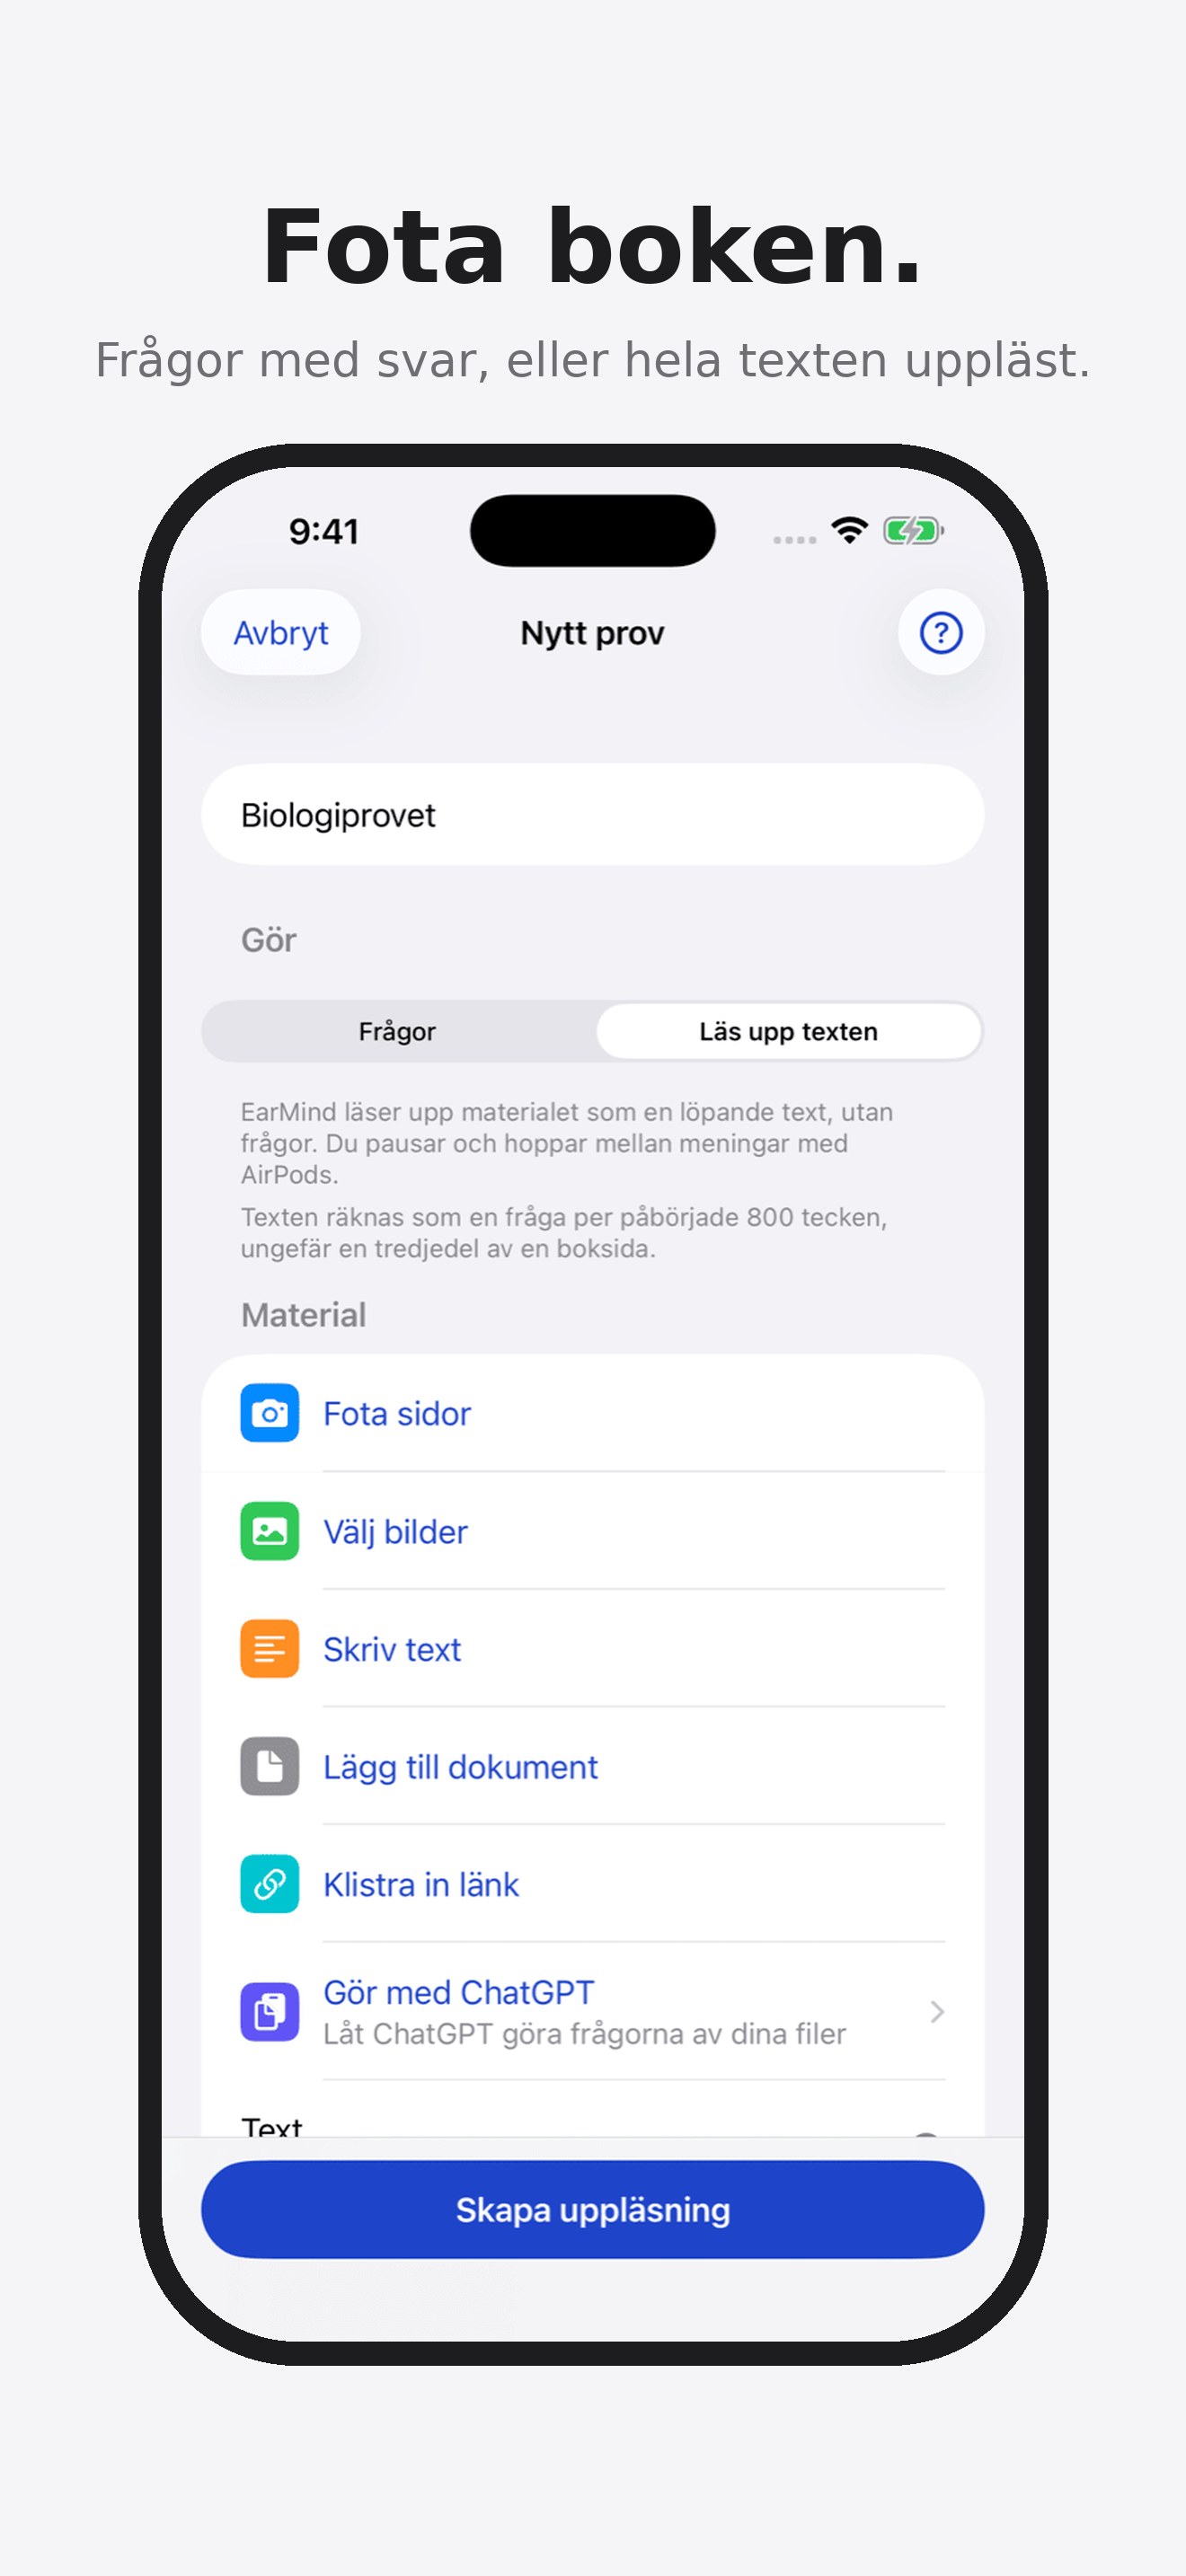 Fota boken.
Frågor med svar, eller hela texten uppläst.
9:41
Avbryt
Nytt prov
?
Biologiprovet
Gör
Frågor
Läs upp texten
EarMind läser upp materialet som en löpande text, utan
frågor. Du pausar och hoppar mellan meningar med
AirPods.
Texten räknas som en fråga per påbörjade 800 tecken,
ungefär en tredjedel av en boksida.
Material
Fota sidor
Välj bilder
Skriv text
Lägg till dokument
Klistra in länk
Gör med ChatGPT
Låt ChatGPT göra frågorna av dina filer
Text
Skapa uppläsning